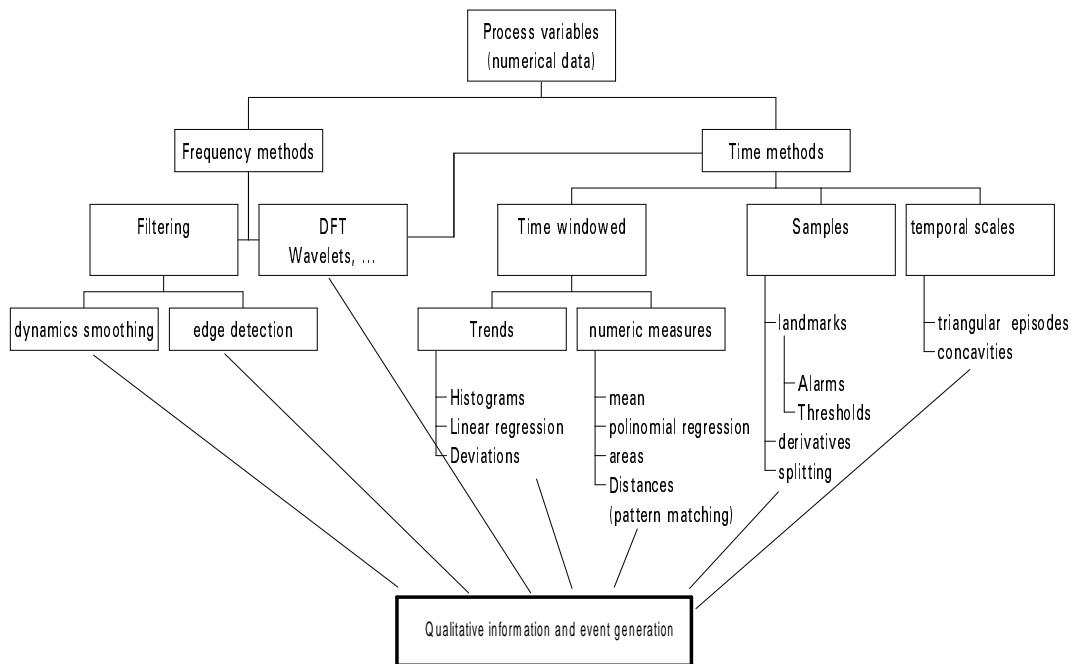 Process variables
(numerical data)
Frequency methods
Time methods
Filtering
DFT
Wavelets, ...
Time windowed
Samples
temporal scales
dynamics smoothing
edge detection
Trends
numeric measures
landmarks
triangular episodes
concavities
Alarms
Thresholds
Histograms
Linear regression
Deviations
mean
polinomial regression
areas
Distances
(pattern matching)
derivatives
splitting
Qualitative information and event generation